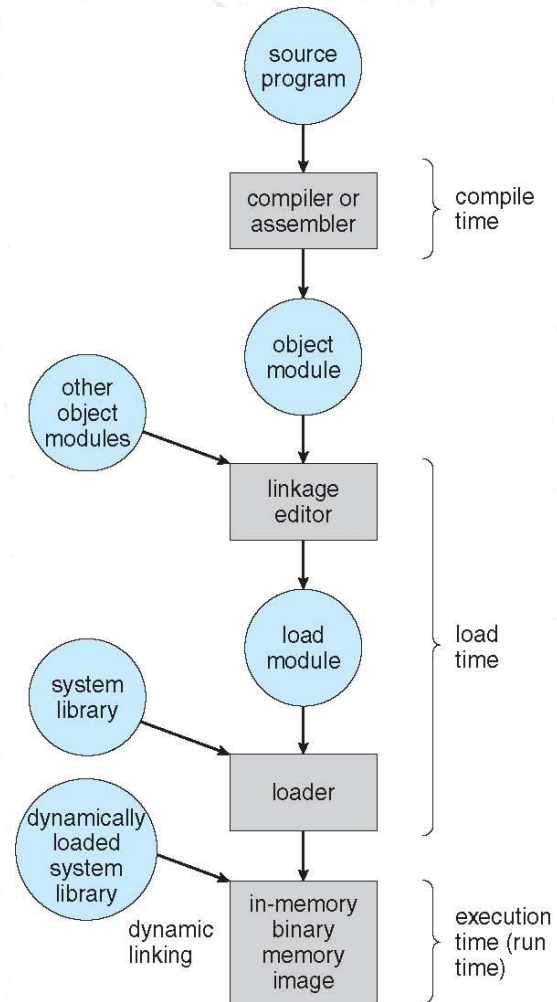 source
program
compiler or
assembler
compile
time
object
module
other
object
modules
linkage
editor
load
module
load
time
system
library
loader
dynamically
loaded
system
library
dynamic
linking
in-memory
binary
memory
image
execution
time (run
time)